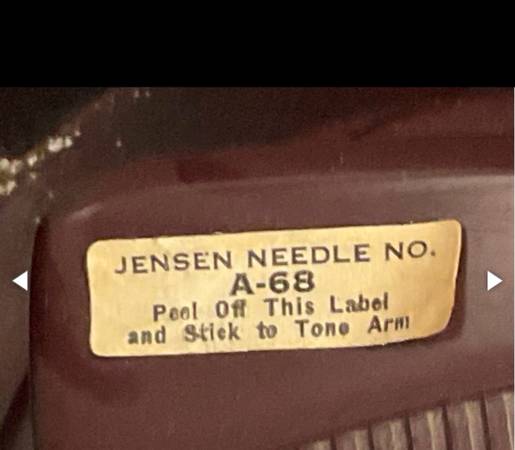 JENSEN NEEDLE NO.
A-68
Peel Off This Label
and Stick to Tone Arm